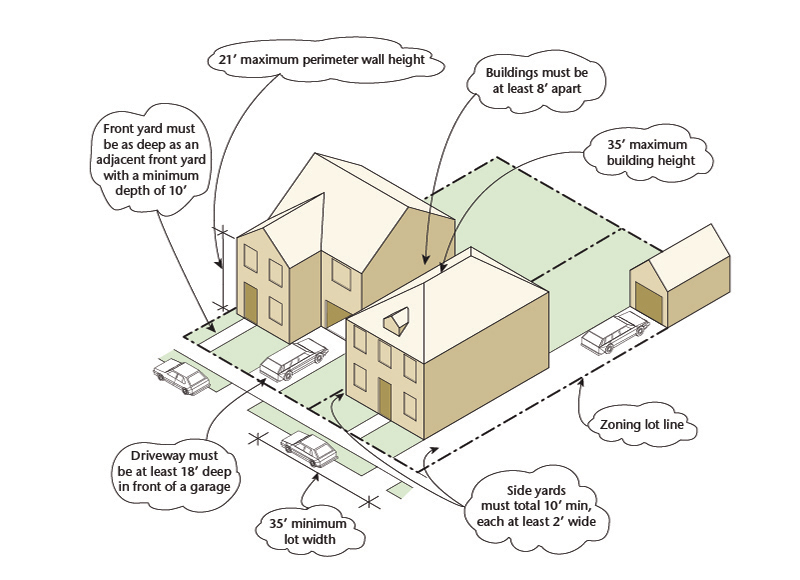 21’ maximum perimeter wall height
Buildings must be
at least 8’ apart
Front yard must
be as deep as an
adjacent front yard
with a minimum
depth of 10’
35’ maximum
building height
Zoning lot line
Driveway must
be at least 18’ deep
in front of a garage
Side yards
must total 10’ min,
each at least 2’ wide
35’ minimum
lot width